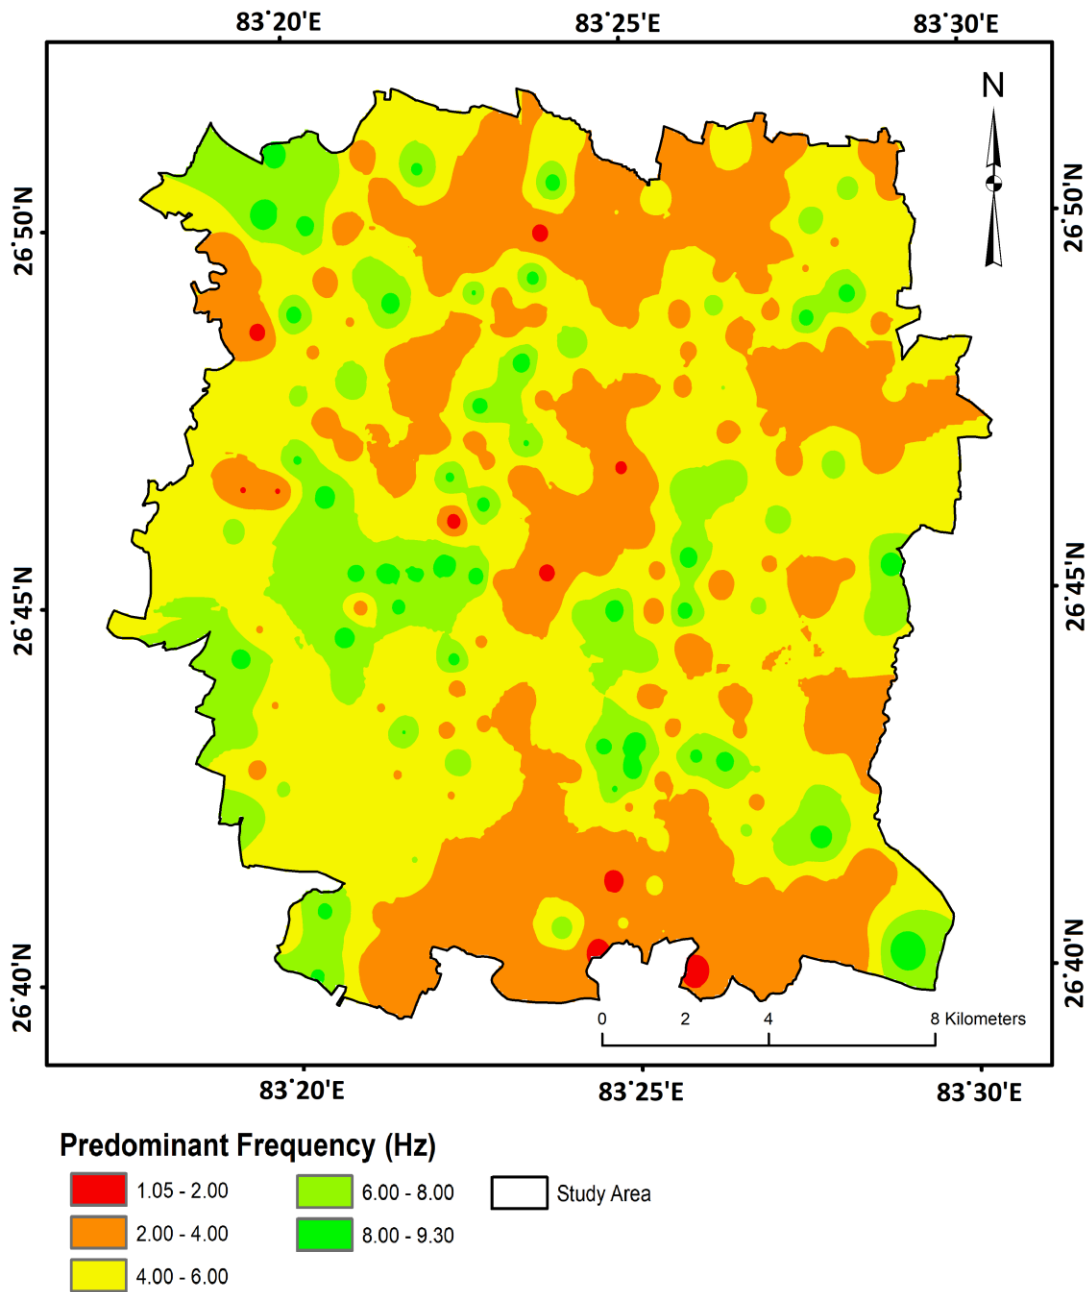 83°20'E 83°25'E 83°30'E
N
26°50'N 26°50'N
26°45'N 26°45'N
26°40'N 26°40'N
0 2 4 8 Kilometers
83°20'E 83°25'E 83°30'E
Predominant Frequency (Hz)
1.05 - 2.00 6.00 - 8.00 Study Area
2.00 - 4.00 8.00 - 9.30
4.00 - 6.00